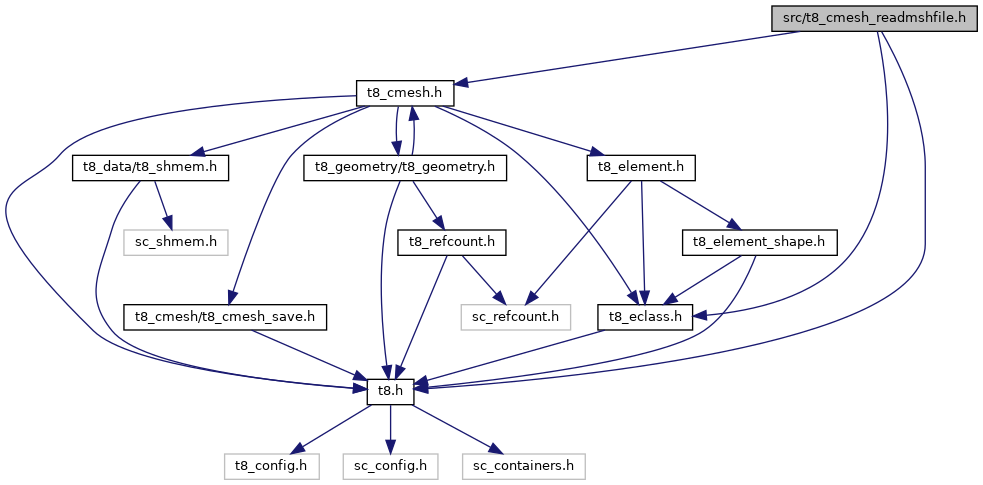 src/t8_cmesh_readmshfile.h
t8_cmesh.h
t8_data/t8_shmem.h
t8_geometry/t8_geometry.h
t8_element.h
sc_shmem.h
t8_refcount.h
t8_element_shape.h
t8_cmesh/t8_cmesh_save.h
sc_refcount.h
t8_eclass.h
t8.h
t8_config.h
sc_config.h
sc_containers.h